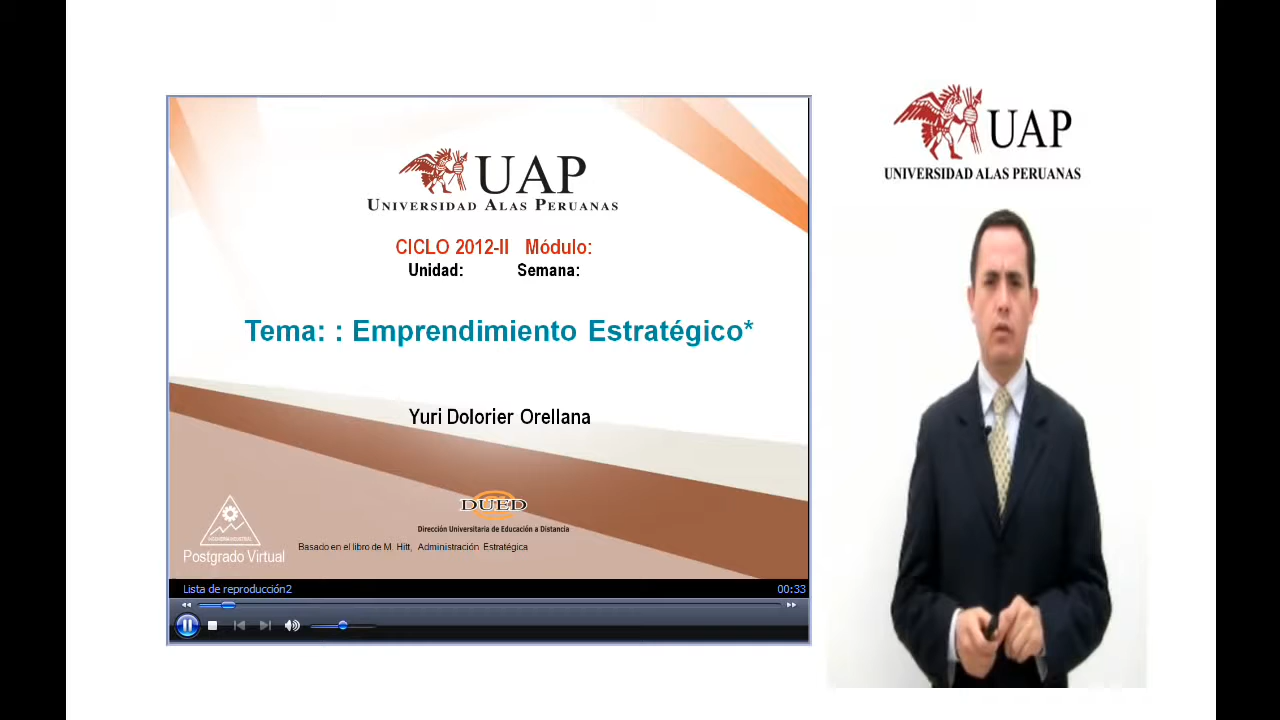 UAP
UNIVERSIDAD ALAS PERUANAS
CICLO 2012-II Módulo:
Unidad: Semana:
Tema: : Emprendimiento Estratégico*
Yuri Dolorier Orellana
DUED
Dirección Universitaria de Educación a Distancia
Postgrado Virtual
Basado en el libro de M. Hitt, Administración Estratégica
Lista de reproducción2 00:33
UAP
UNIVERSIDAD ALAS PERUANAS